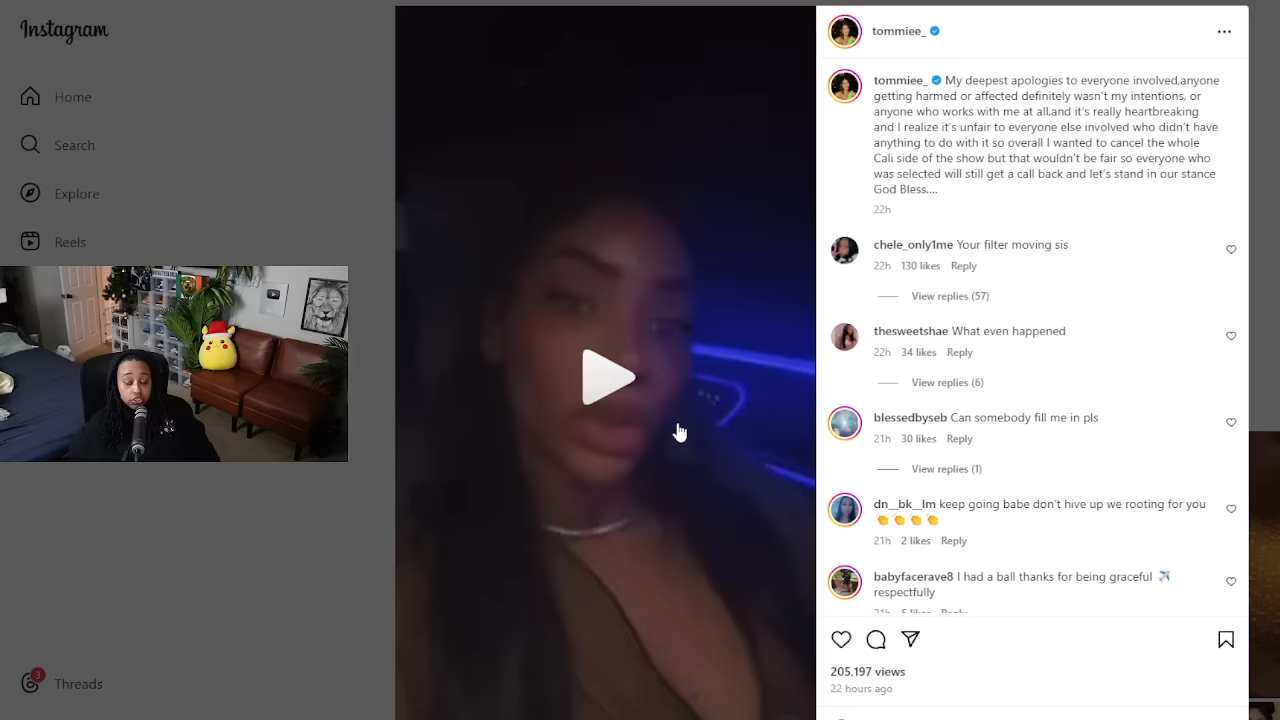 Instagram
Home
Search
Explore
Reels
3
Threads
tommiee_
tommiee_ My deepest apologies to everyone involved,anyone
getting harmed or affected definitely wasn't my intentions, or
anyone who works with me at all,and it's really heartbreaking
and I realize it's unfair to everyone else involved who didn't have
anything to do with it so overall I wanted to cancel the whole
Cali side of the show but that wouldn't be fair so everyone who
was selected will still get a call back and let's stand in our stance
God Bless....
22h
chele_only1me Your filter moving sis
22h 130 likes Reply
View replies (57)
thesweetshae What even happened
22h 34 likes Reply
View replies (6)
blessedbyseb Can somebody fill me in pls
21h 30 likes Reply
View replies (1)
dn__bk__lm keep going babe don't hive up we rooting for you
👏 👏 👏 👏
21h 2 likes Reply
babyfacerave8 I had a ball thanks for being graceful ✈️
respectfully
21h 5 likes Reply
205,197 views
22 hours ago